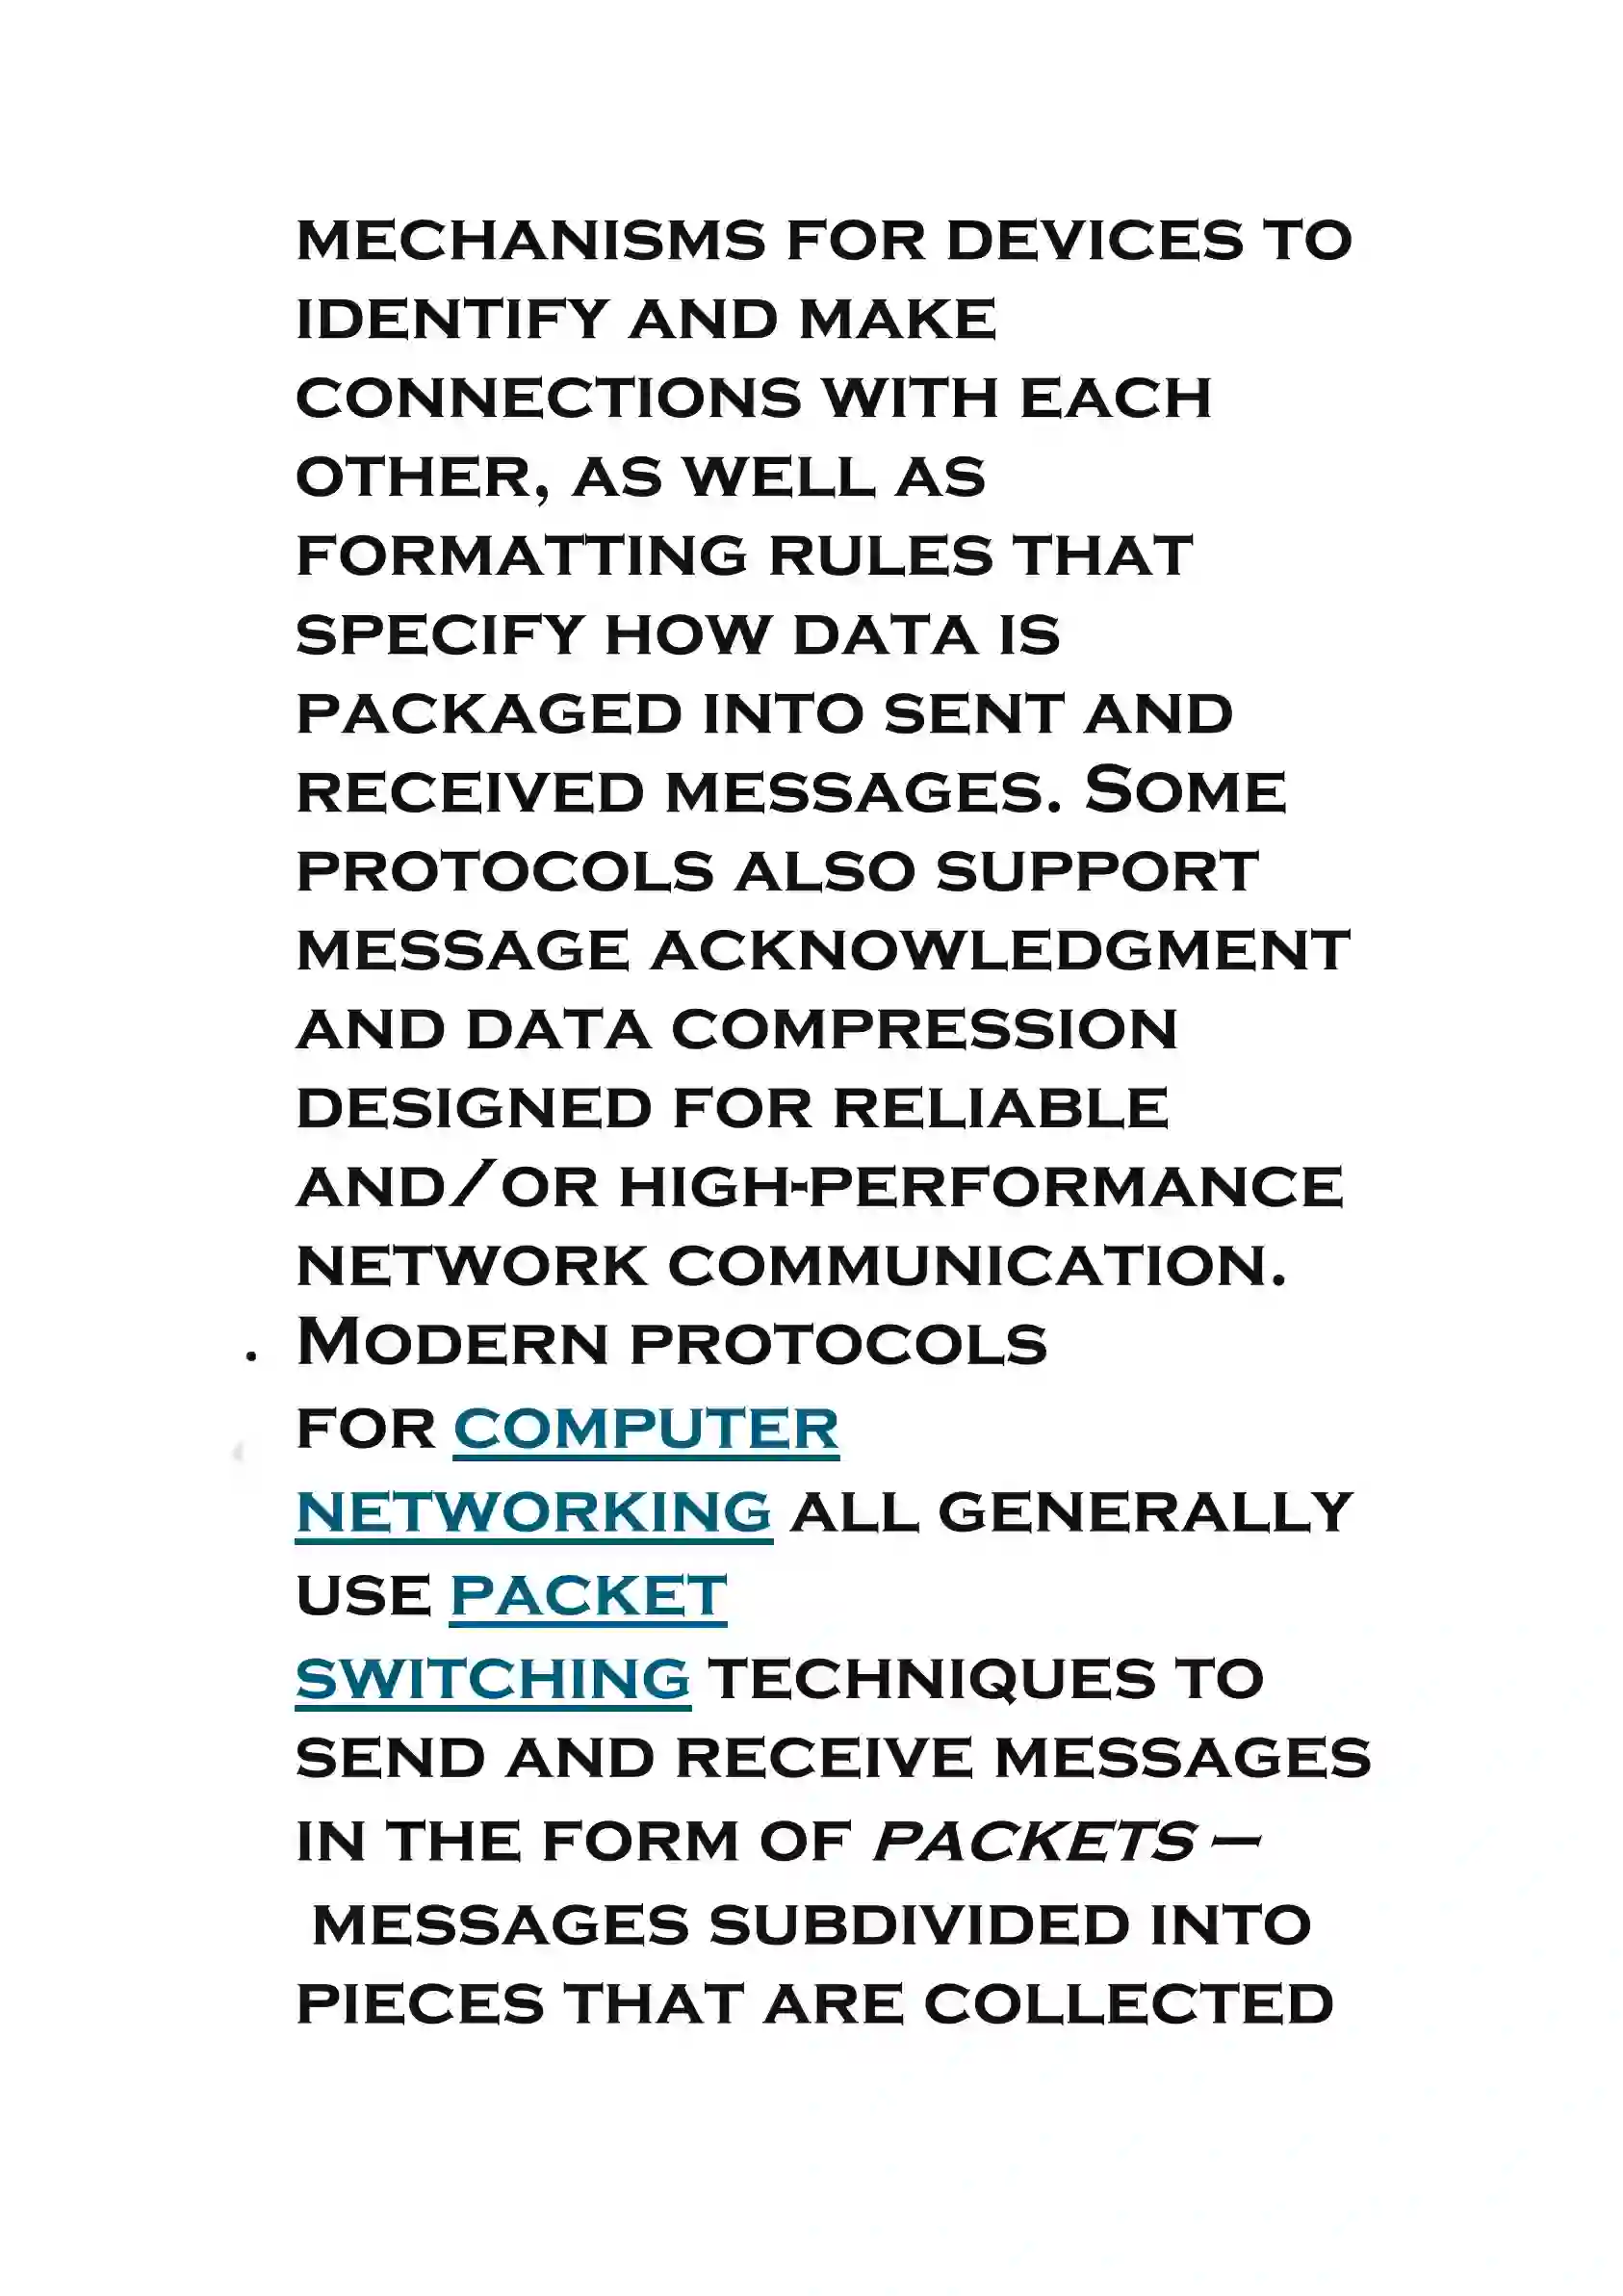 mechanisms for devices to
identify and make
connections with each
other, as well as
formatting rules that
specify how data is
packaged into sent and
received messages. Some
protocols also support
message acknowledgment
and data compression
designed for reliable
and/or high-performance
network communication.
. Modern protocols
for computer
networking all generally
use packet
switching techniques to
send and receive messages
in the form of packets –
messages subdivided into
pieces that are collected